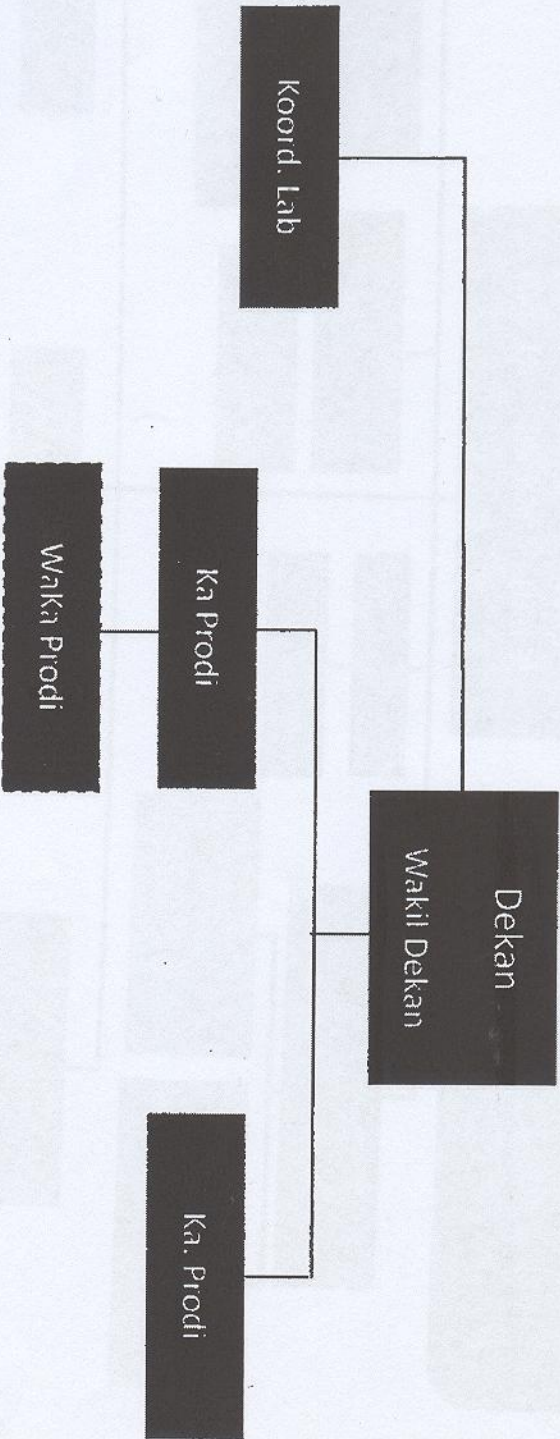 Dekan
Wakil Dekan
Koord. Lab
Ka Prodi
Ka. Prodi
WaKa Prodi